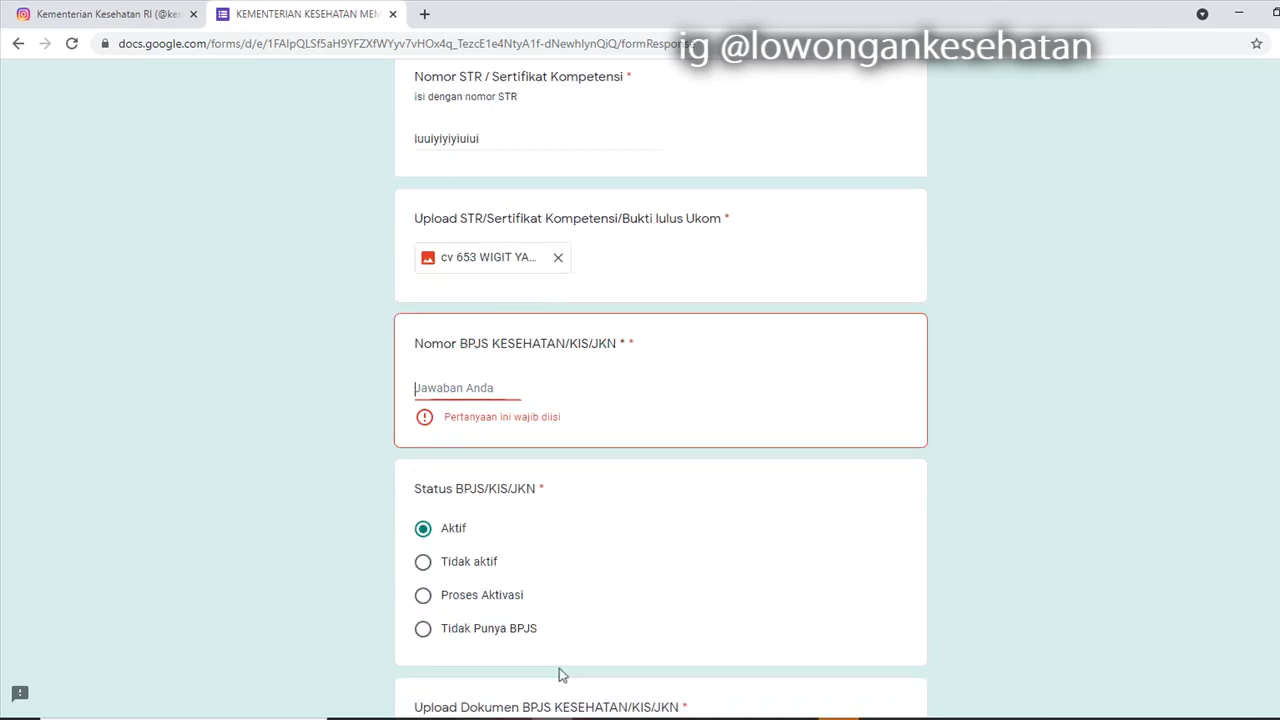 Kementerian Kesehatan RI (@ke
KEMENTERIAN KESEHATAN MEM
docs.google.com/forms/d/e/1FAIpQLSf5aH9YFZXfWYyv7vHOx4q_TezcE1e4NtyA1f-dNewhIynQiQ/formResponse
ig @lowongankesehatan
Nomor STR / Sertifikat Kompetensi *
isi dengan nomor STR
iuuiyiyiyiuiui
Upload STR/Sertifikat Kompetensi/Bukti lulus Ukom *
cv 653 WIGIT YA...
Nomor BPJS KESEHATAN/KIS/JKN * *
Jawaban Anda
Pertanyaan ini wajib diisi
Status BPJS/KIS/JKN *
Aktif
Tidak aktif
Proses Aktivasi
Tidak Punya BPJS
Upload Dokumen BPJS KESEHATAN/KIS/JKN *